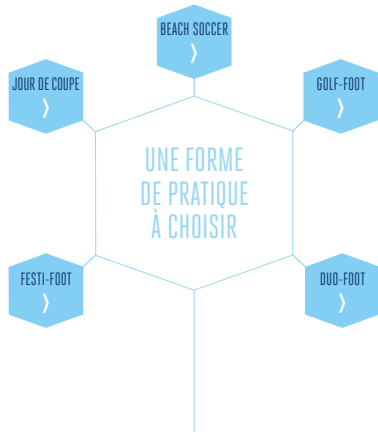 BEACH SOCCER
JOUR DE COUPE
GOLF-FOOT
UNE FORME
DE PRATIQUE
À CHOISIR
FESTI-FOOT
DUO-FOOT